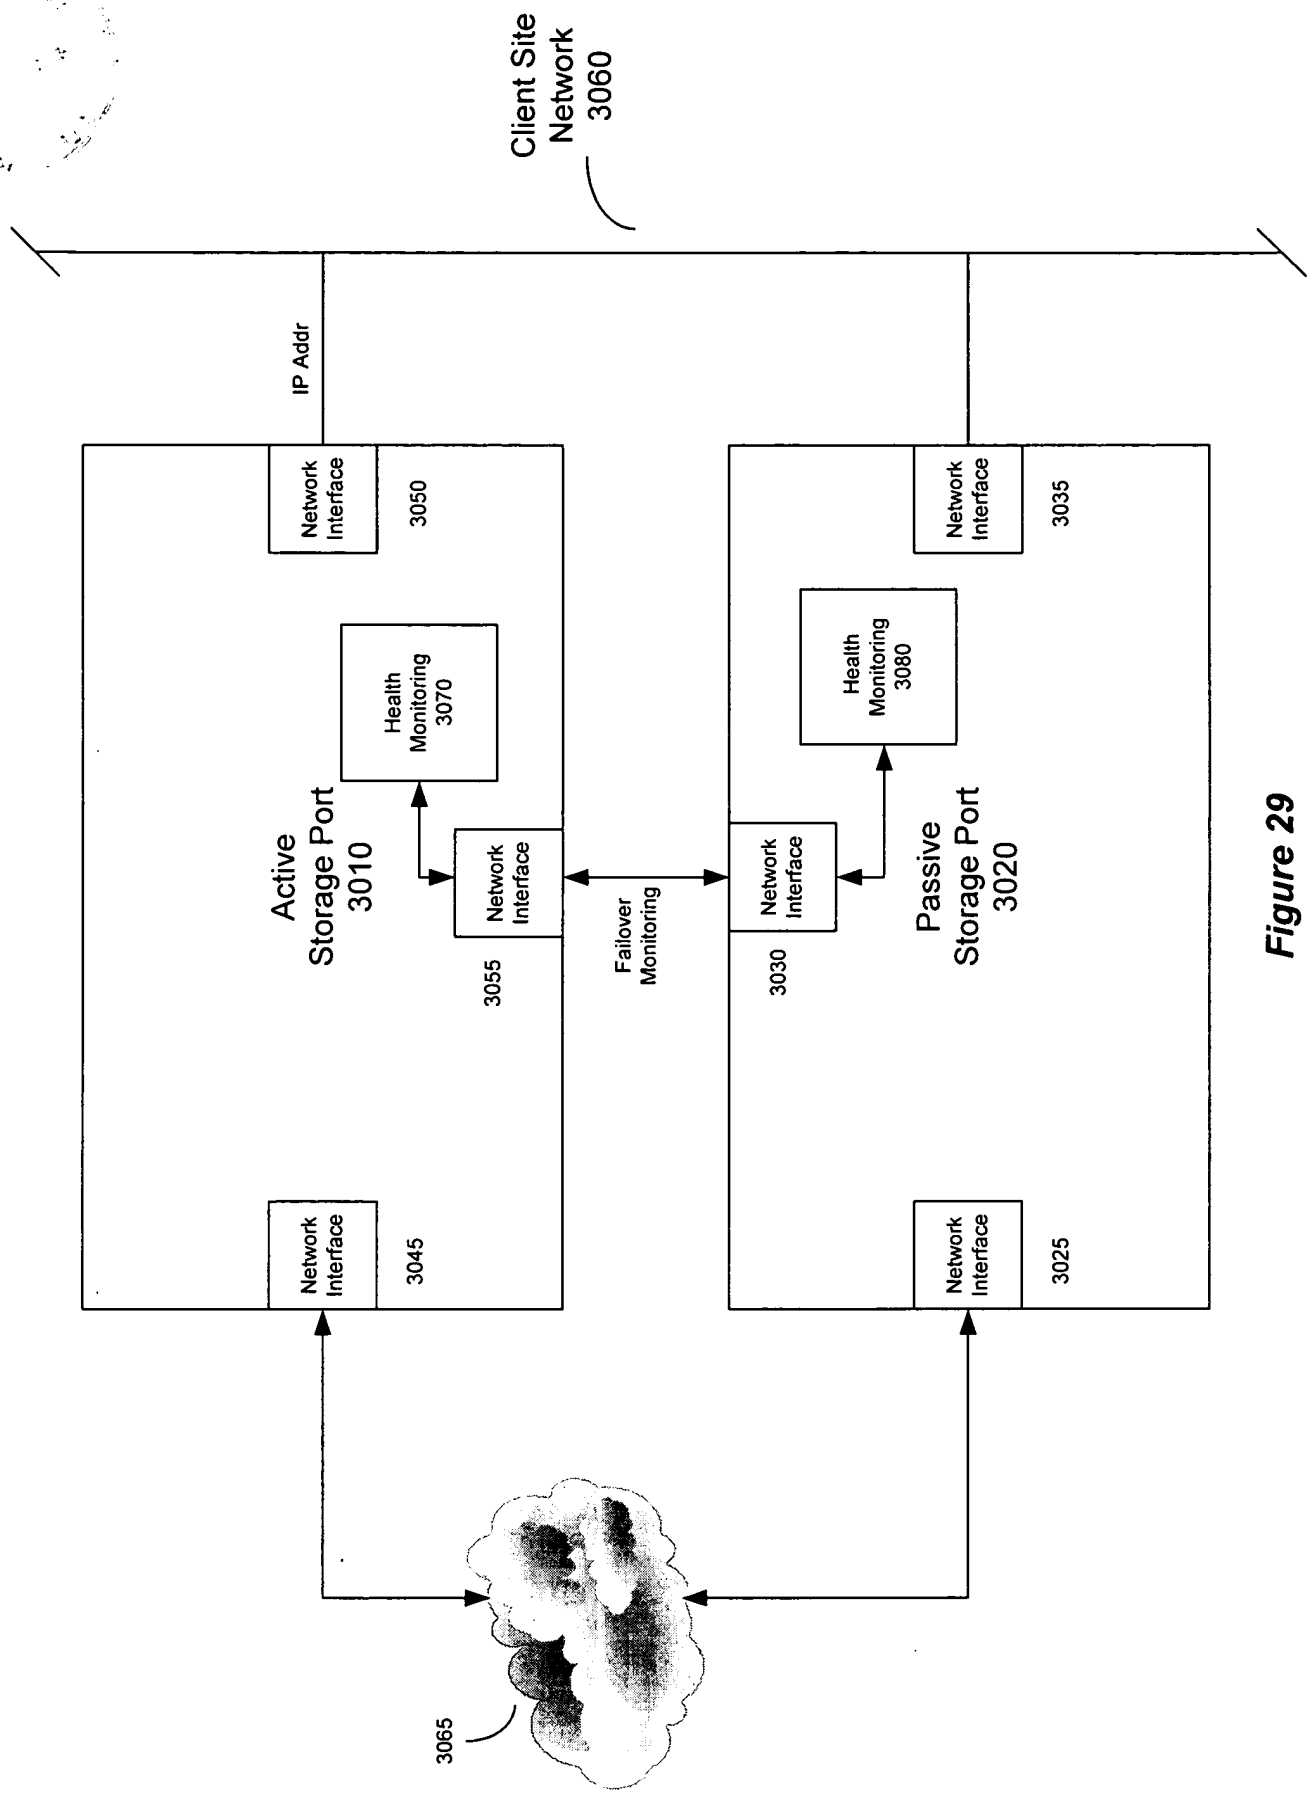 3065
Network
Interface
3045
Active
Storage Port
3010
Health
Monitoring
3070
Network
Interface
3055
Network
Interface
3050
IP Addr
Failover
Monitoring
Client Site
Network
3060
Network
Interface
3030
Health
Monitoring
3080
Passive
Storage Port
3020
Network
Interface
3025
Network
Interface
3035
Figure 29